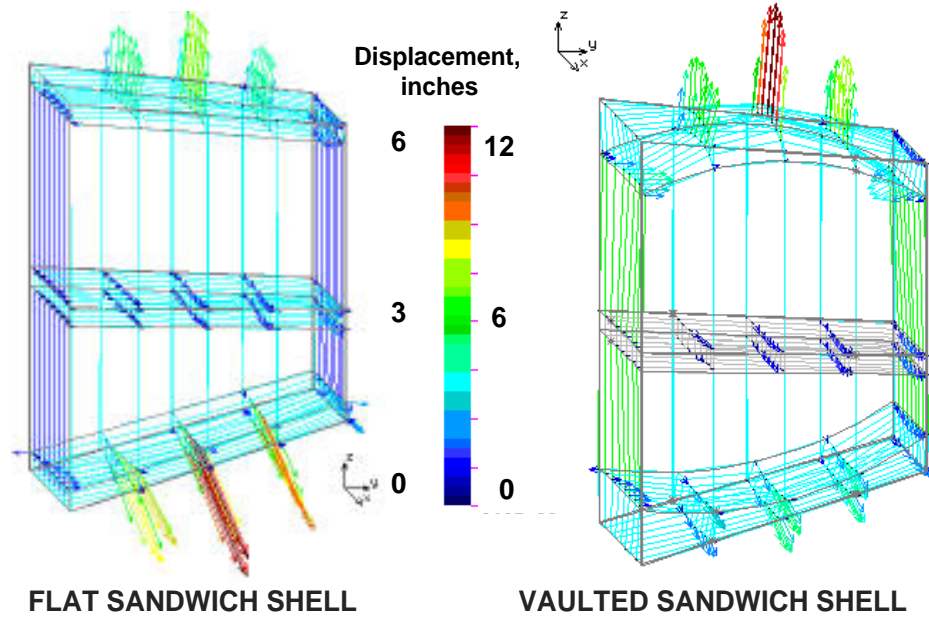 Displacement,
inches
6 12
3 6
0 0
z
y
x
z
y
x
FLAT SANDWICH SHELL
VAULTED SANDWICH SHELL